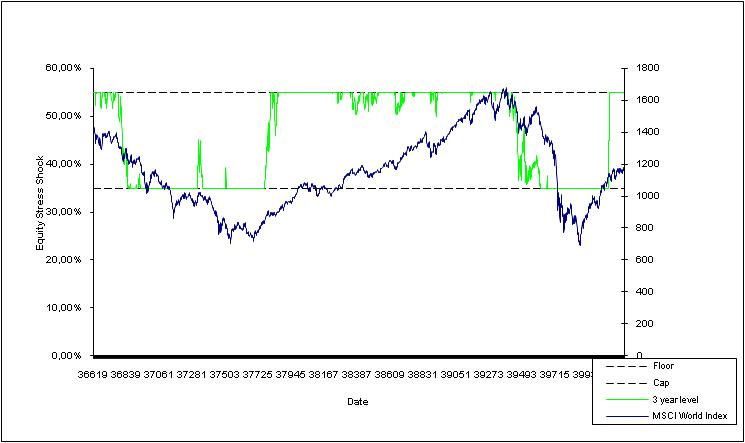 60,00%
50,00%
40,00%
30,00%
20,00%
10,00%
0,00%
Equity Stress Shock
1800
1600
1400
1200
1000
800
600
400
200
0
36619 36839 37061 37281 37503 37725 37945 38167 38387 38609 38831 39051 39273 39493 39715
Date
Floor
Cap
3 year level
MSCI World Index